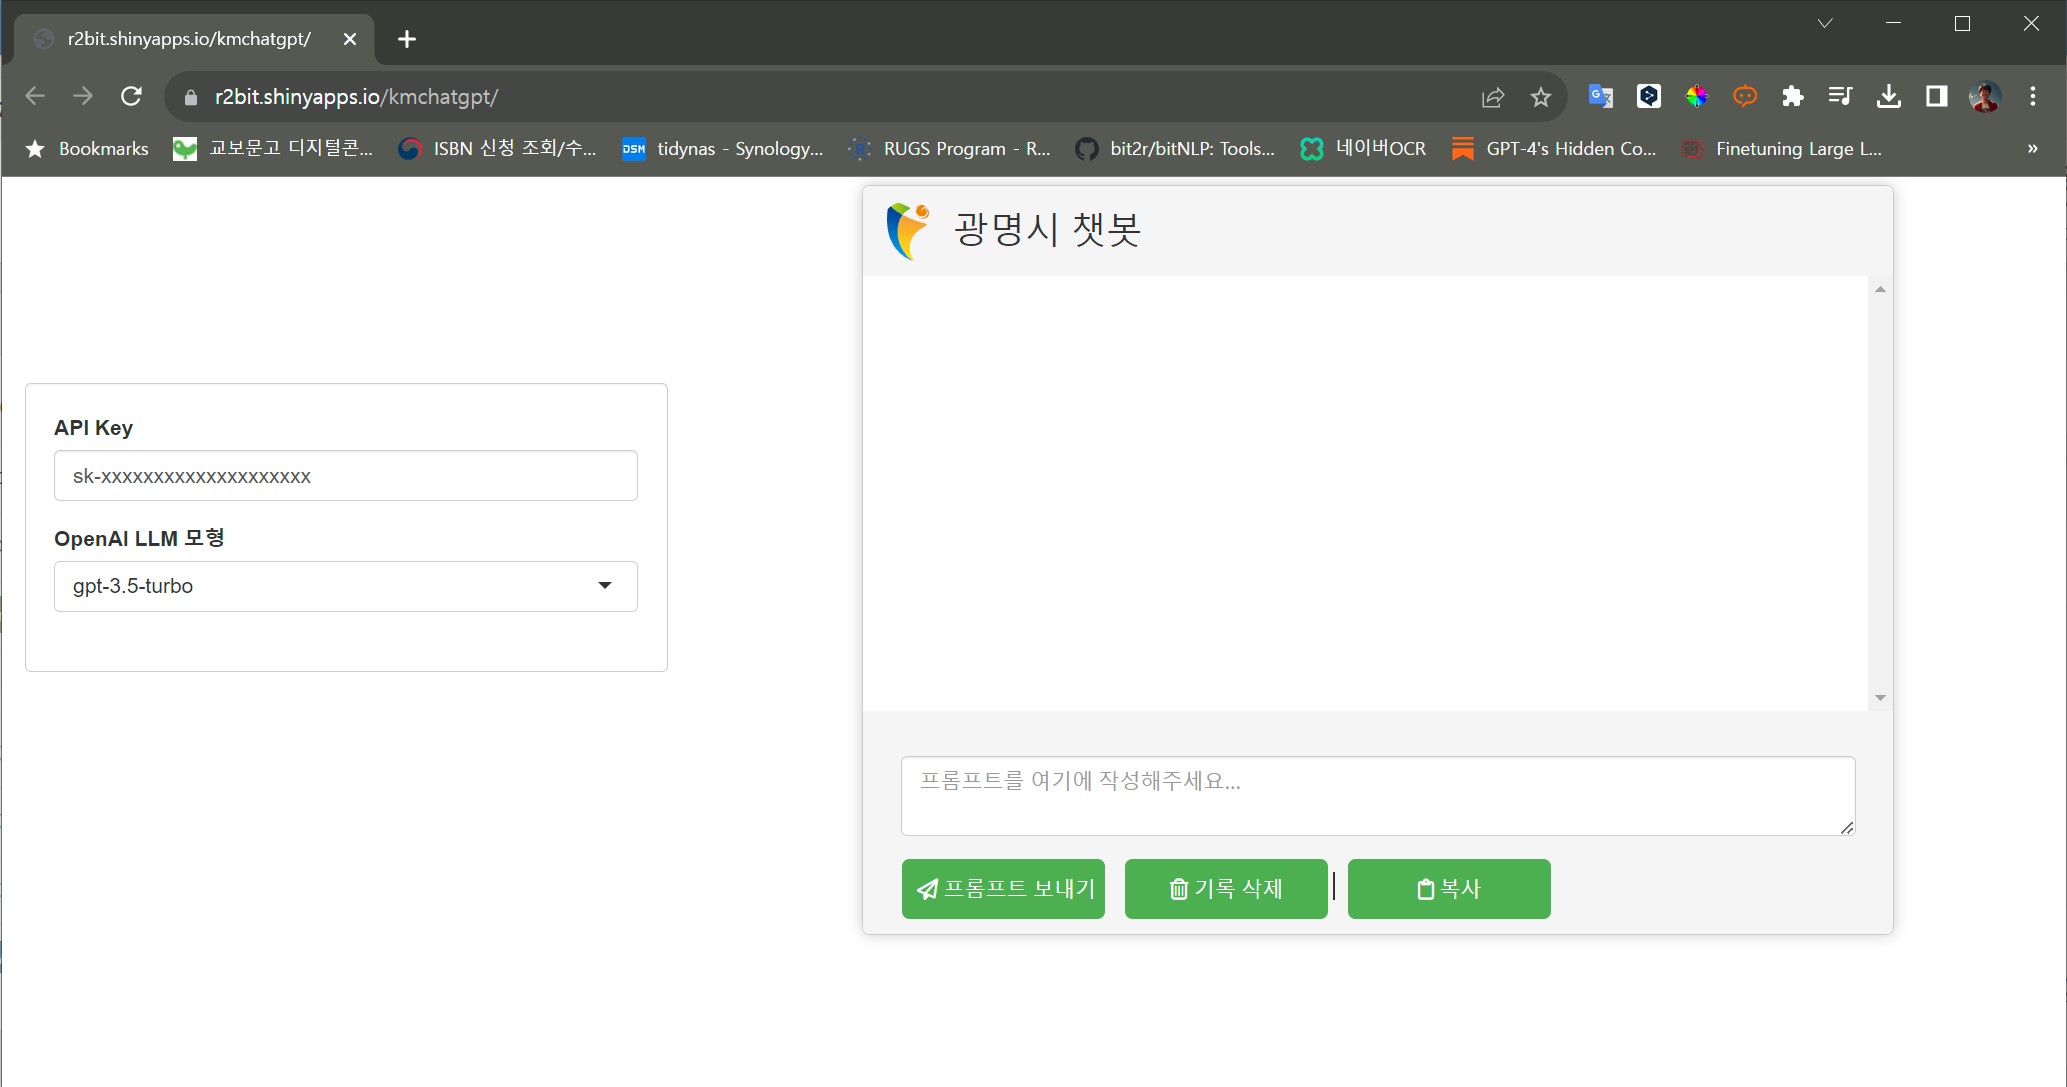 r2bit.shinyapps.io/kmchatgpt/
r2bit.shinyapps.io/kmchatgpt/
Bookmarks 교보문고 디지털콘... ISBN 신청 조회/수... DSM tidynas - Synology... RUGS Program - R... bit2r/bitNLP: Tools... 네이버OCR GPT-4's Hidden Co... Finetuning Large L... »
광명시 챗봇
API Key
sk-xxxxxxxxxxxxxxxxxxxx
OpenAI LLM 모형
gpt-3.5-turbo
프롬프트를 여기에 작성해주세요...
프롬프트 보내기 기록 삭제 | 복사